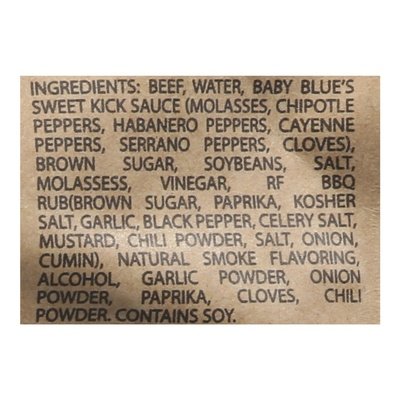 INGREDIENTS: BEEF, WATER, BABY BLUE'S
SWEET KICK SAUCE (MOLASSES, CHIPOTLE
PEPPERS, HABANERO PEPPERS, CAYENNE
PEPPERS, SERRANO PEPPERS, CLOVES),
BROWN SUGAR, SOYBEANS, SALT,
MOLASSESS, VINEGAR, RF BBQ
RUB(BROWN SUGAR, PAPRIKA, KOSHER
SALT, GARLIC, BLACK PEPPER, CELERY SALT,
MUSTARD, CHILI POWDER, SALT, ONION,
CUMIN), NATURAL SMOKE FLAVORING,
ALCOHOL, GARLIC POWDER, ONION
POWDER, PAPRIKA, CLOVES, CHILI
POWDER. CONTAINS SOY.